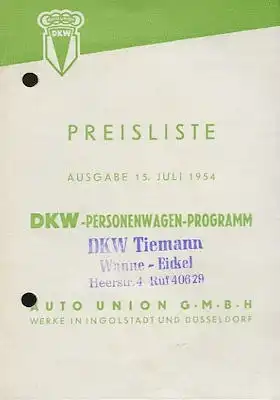 DKW
PREISLISTE
AUSGABE 15. JULI 1954
DKW-PERSONENWAGEN-PROGRAMM
DKW Tiemann
Wanne-Eickel
Heerstr. 4 Ruf 40629
AUTO UNION G·M·B·H
WERKE IN INGOLSTADT UND DÜSSELDORF